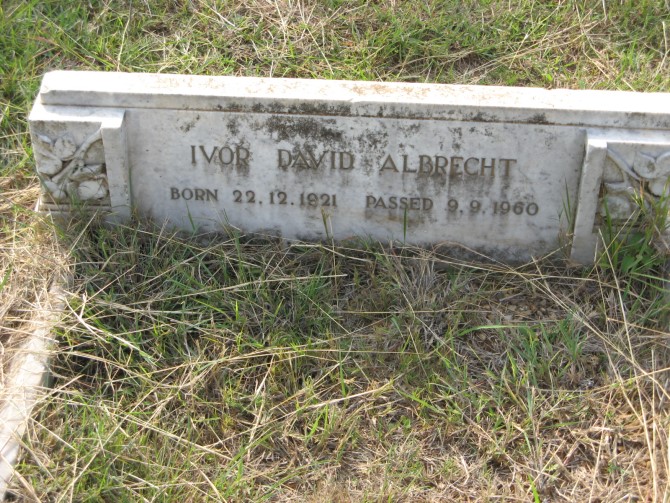 IVOR DAVID ALBRECHT
BORN 22.12.1921 PASSED 9.9.1960